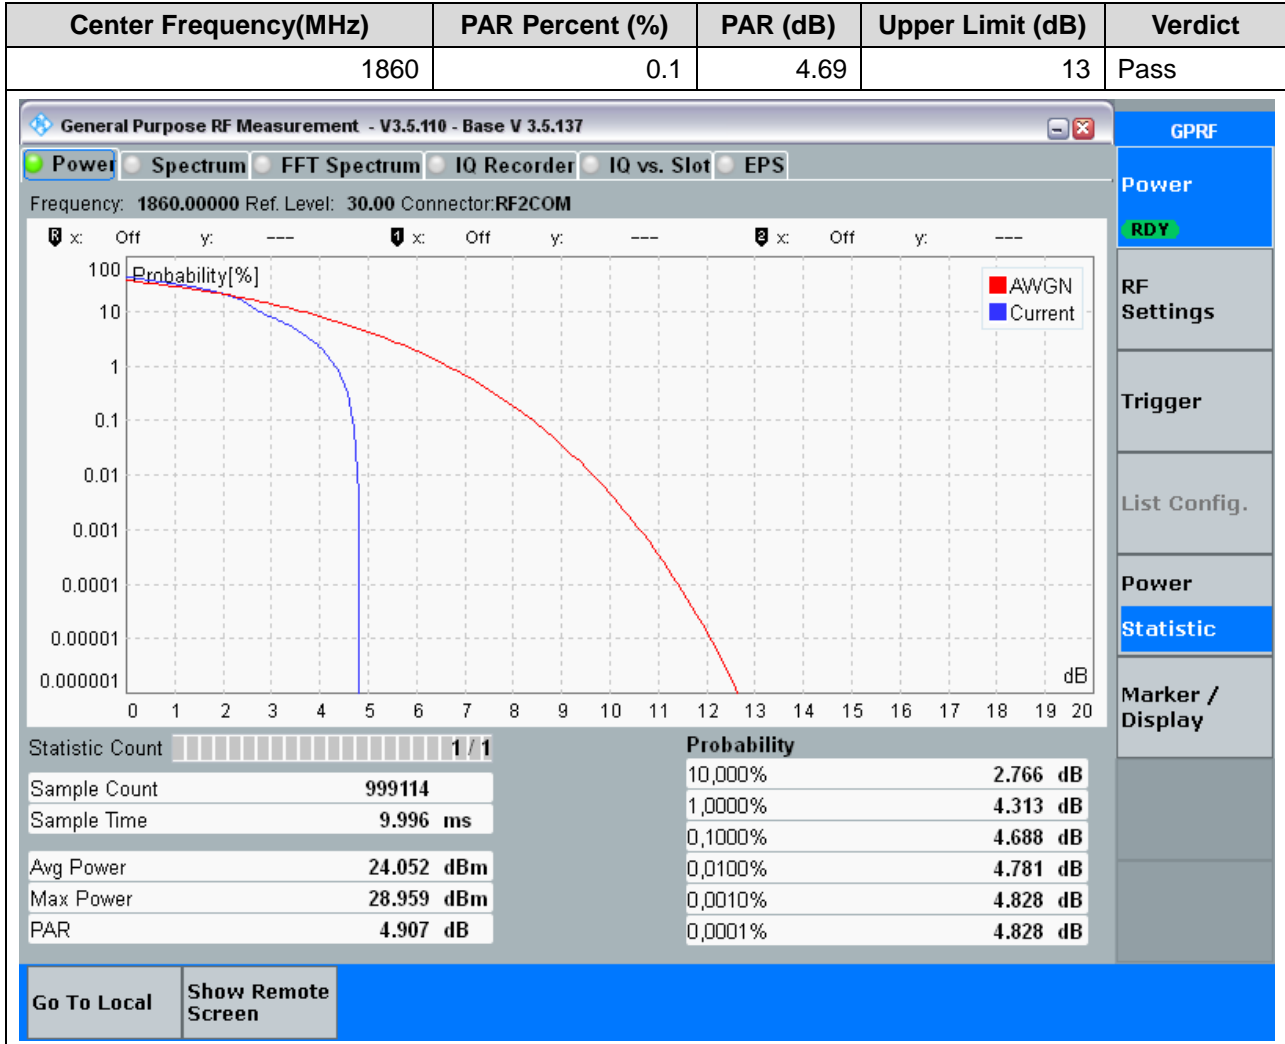 Center Frequency(MHz) PAR Percent (%) PAR (dB) Upper Limit (dB) Verdict
1860 0.1 4.69 13 Pass
General Purpose RF Measurement - V3.5.110 - Base V 3.5.137
GPRF
Power Spectrum FFT Spectrum IQ Recorder IQ vs. Slot EPS
Power
RDY
Frequency: 1860.00000 Ref. Level: 30.00 Connector:RF2COM
R x: Off y: --- 1 x: Off y: --- 2 x: Off y: ---
Probability[%]
AWGN
Current
100
10
1
0.1
0.01
0.001
0.0001
0.00001
0.000001
dB
0 1 2 3 4 5 6 7 8 9 10 11 12 13 14 15 16 17 18 19 20
RF
Settings
Trigger
List Config.
Power
Statistic
Marker /
Display
Statistic Count 1 / 1
Sample Count 999114
Sample Time 9.996 ms
Avg Power 24.052 dBm
Max Power 28.959 dBm
PAR 4.907 dB
Probability
10,000% 2.766 dB
1,0000% 4.313 dB
0,1000% 4.688 dB
0,0100% 4.781 dB
0,0010% 4.828 dB
0,0001% 4.828 dB
Go To Local
Show Remote
Screen